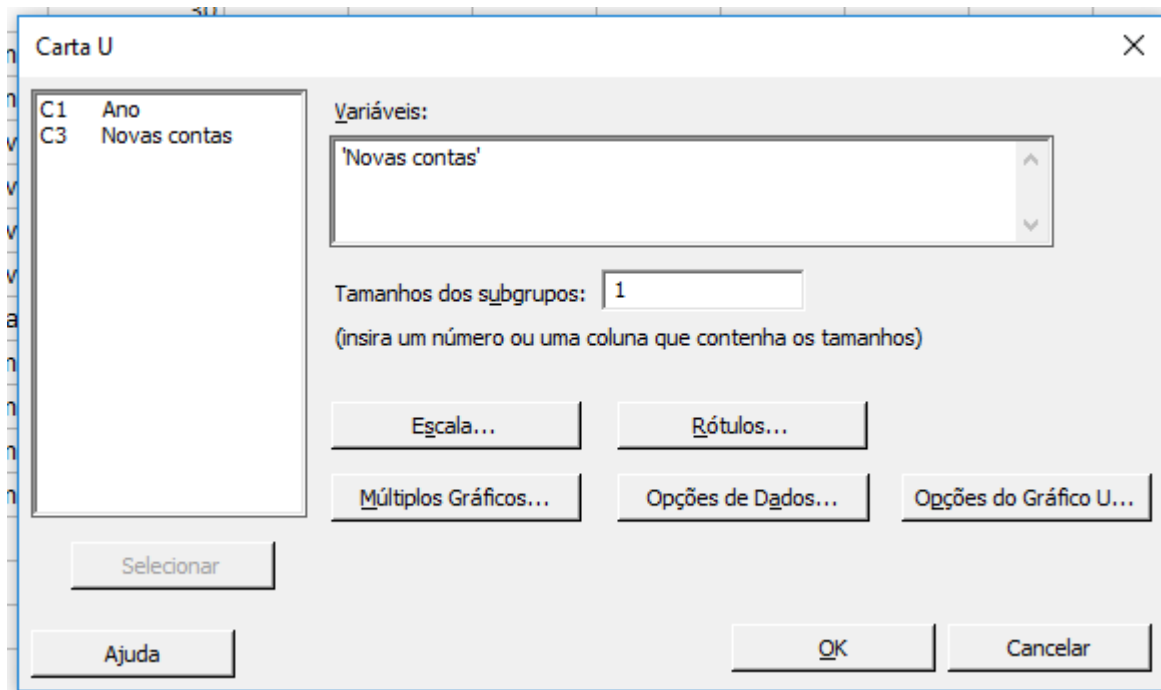 30
Carta U
C1 Ano
C3 Novas contas
Variáveis:
'Novas contas'
Tamanhos dos subgrupos: 1
(insira um número ou uma coluna que contenha os tamanhos)
Escala... Rótulos...
Múltiplos Gráficos... Opções de Dados... Opções do Gráfico U...
Selecionar
Ajuda OK Cancelar